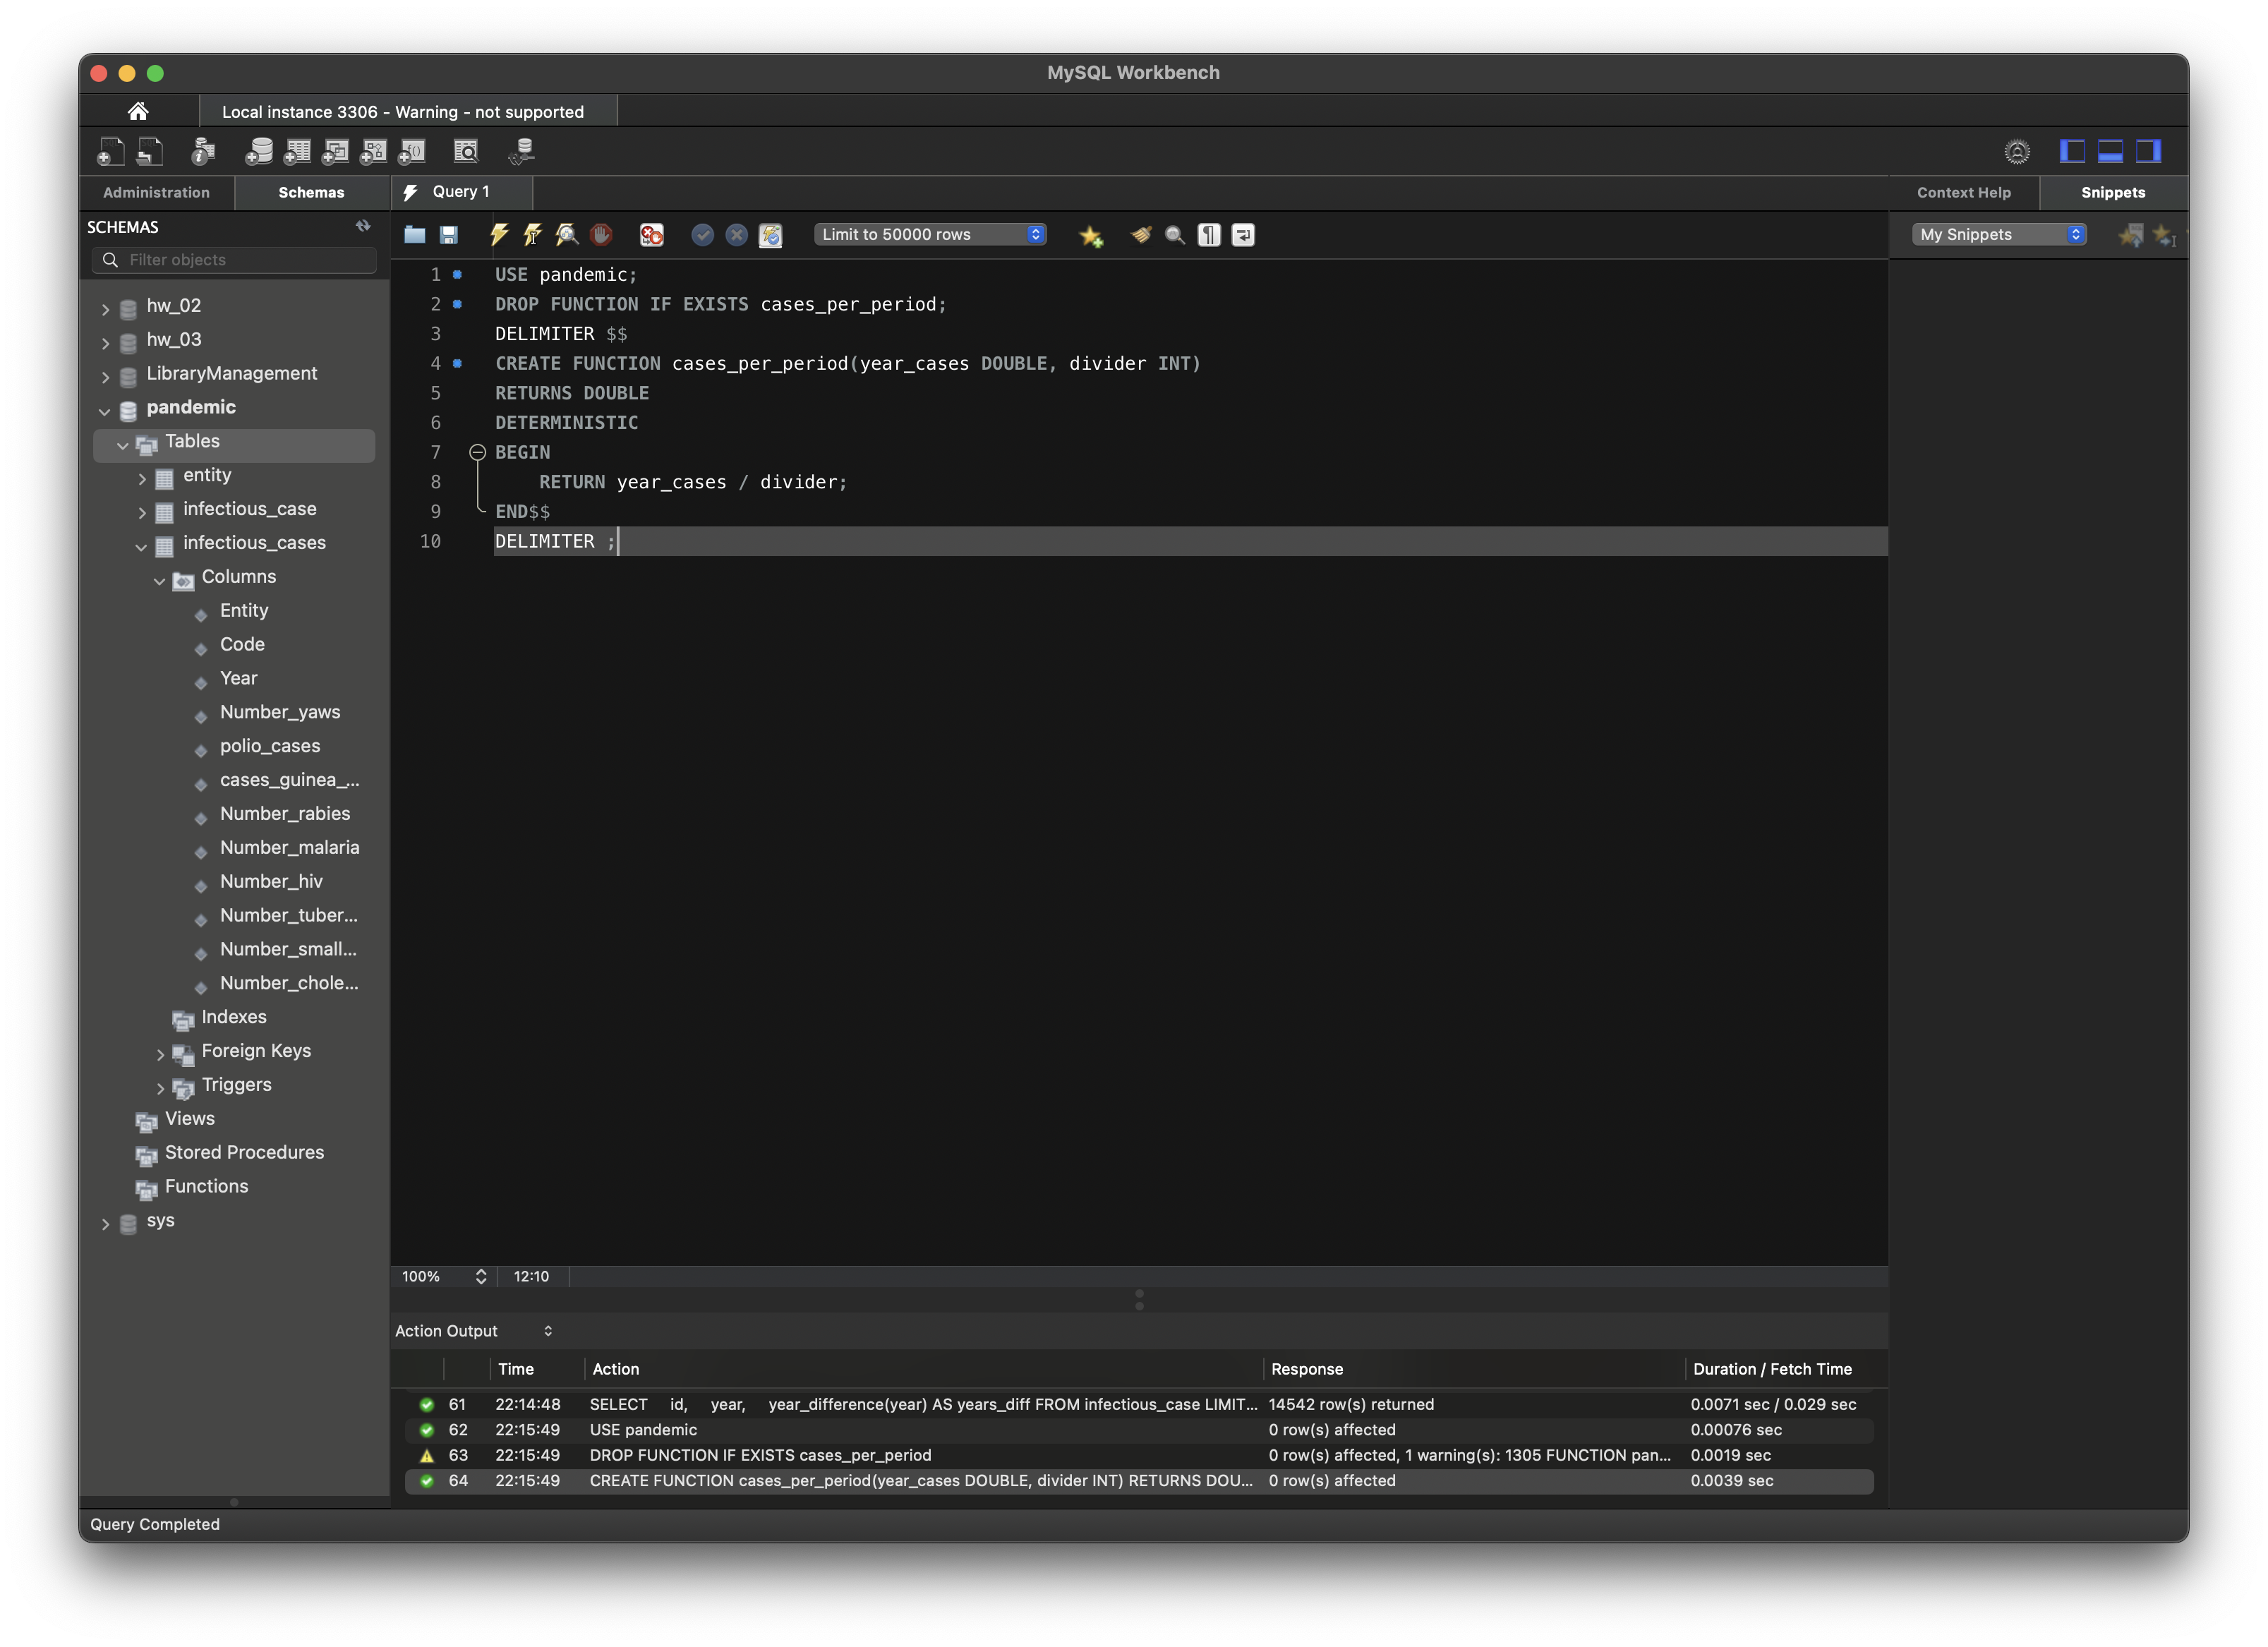 MySQL Workbench
Local instance 3306 - Warning - not supported
Administration
Schemas
Query 1
Context Help
Snippets
SCHEMAS
Filter objects
Limit to 50000 rows
My Snippets
hw_02
hw_03
LibraryManagement
pandemic
Tables
entity
infectious_case
infectious_cases
Columns
Entity
Code
Year
Number_yaws
polio_cases
cases_guinea_...
Number_rabies
Number_malaria
Number_hiv
Number_tuber...
Number_small...
Number_chole...
Indexes
Foreign Keys
Triggers
Views
Stored Procedures
Functions
sys
1 USE pandemic;
2 DROP FUNCTION IF EXISTS cases_per_period;
3 DELIMITER $$
4 CREATE FUNCTION cases_per_period(year_cases DOUBLE, divider INT)
5 RETURNS DOUBLE
6 DETERMINISTIC
7 BEGIN
8 RETURN year_cases / divider;
9 END$$
10 DELIMITER ;
100% 12:10
Action Output
Time Action Response Duration / Fetch Time
61 22:14:48 SELECT id, year, year_difference(year) AS years_diff FROM infectious_case LIMIT... 14542 row(s) returned 0.0071 sec / 0.029 sec
62 22:15:49 USE pandemic 0 row(s) affected 0.00076 sec
63 22:15:49 DROP FUNCTION IF EXISTS cases_per_period 0 row(s) affected, 1 warning(s): 1305 FUNCTION pan... 0.0019 sec
64 22:15:49 CREATE FUNCTION cases_per_period(year_cases DOUBLE, divider INT) RETURNS DOU... 0 row(s) affected 0.0039 sec
Query Completed